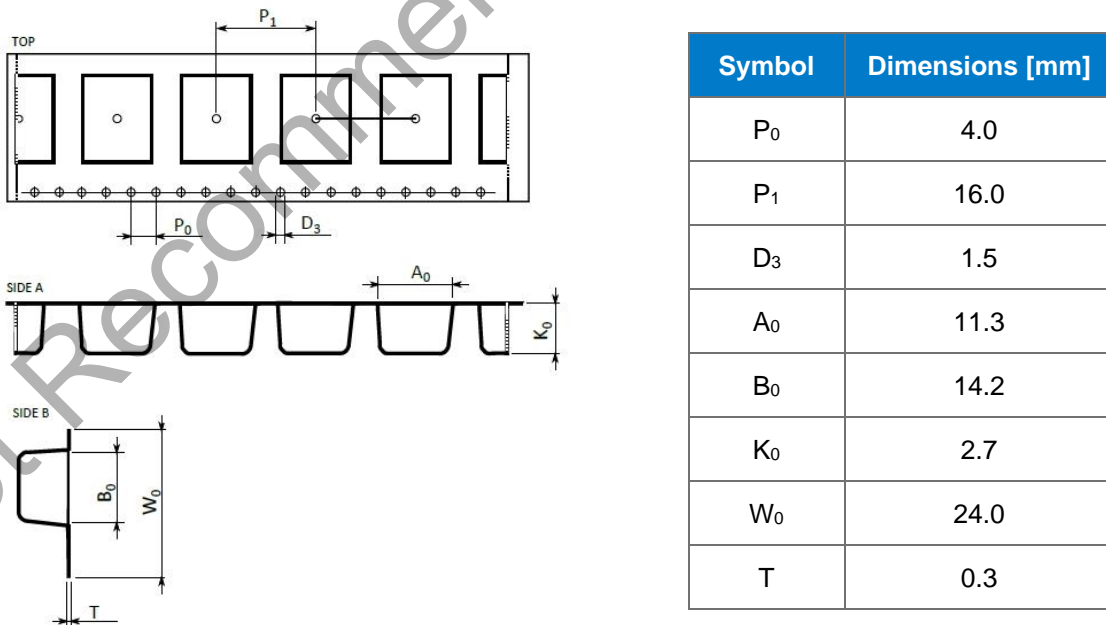 TOP
P₁
P₀
D₃
SIDE A
A₀
K₀
SIDE B
B₀
W₀
T
Symbol Dimensions [mm]
P₀ 4.0
P₁ 16.0
D₃ 1.5
A₀ 11.3
B₀ 14.2
K₀ 2.7
W₀ 24.0
T 0.3